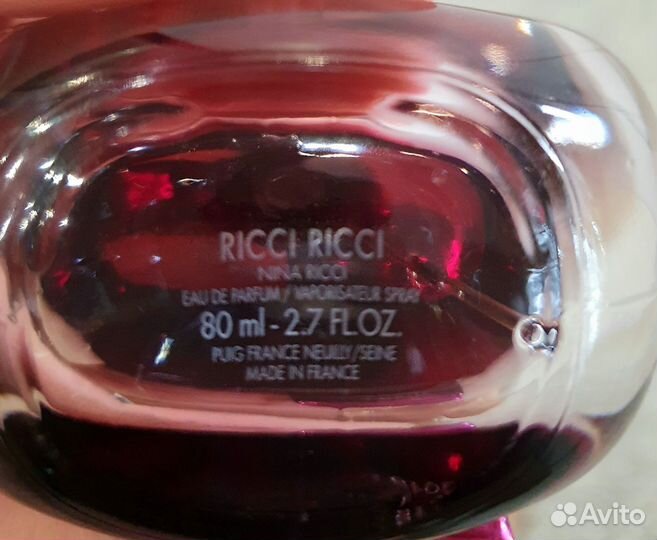 RICCI RICCI
NINA RICCI
EAU DE PARFUM / VAPORISATEUR SPRAY
80 ml - 2.7 FL.OZ.
PUIG FRANCE NEUILLY/SEINE
MADE IN FRANCE
Avito